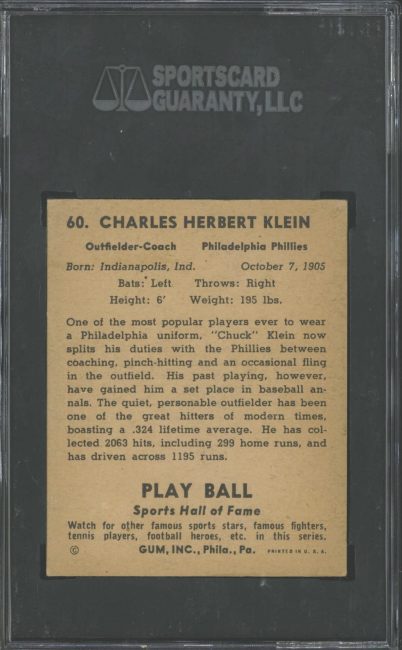 SPORTSCARD
GUARANTY, LLC
60. CHARLES HERBERT KLEIN
Outfielder-Coach Philadelphia Phillies
Born: Indianapolis, Ind. October 7, 1905
Bats: Left Throws: Right
Height: 6' Weight: 195 lbs.
One of the most popular players ever to wear
a Philadelphia uniform, "Chuck" Klein now
splits his duties with the Phillies between
coaching, pinch-hitting and an occasional fling
in the outfield. His past playing, however,
have gained him a set place in baseball an-
nals. The quiet, personable outfielder has been
one of the great hitters of modern times,
boasting a .324 lifetime average. He has col-
lected 2063 hits, including 299 home runs, and
has driven across 1195 runs.
PLAY BALL
Sports Hall of Fame
Watch for other famous sports stars, famous fighters,
tennis players, football heroes, etc. in this series.
© GUM, INC., Phila., Pa. PRINTED IN U. S. A.